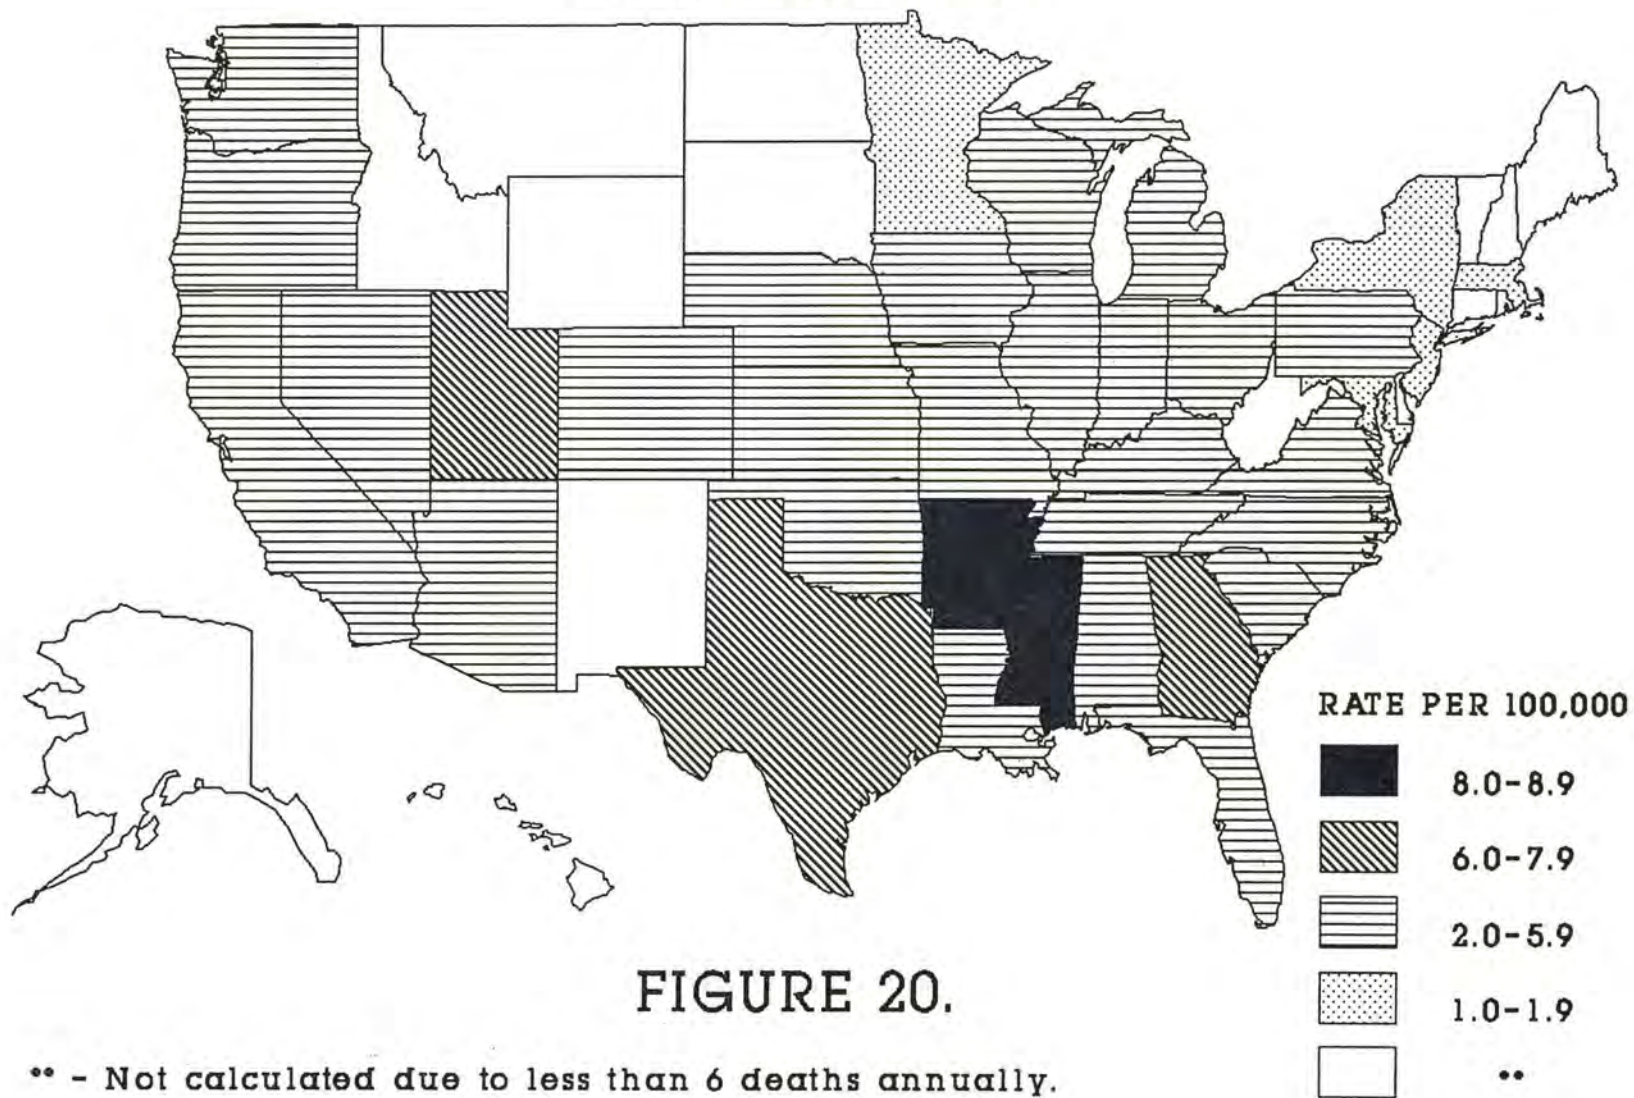 RATE PER 100,000
8.0-8.9
6.0-7.9
2.0-5.9
1.0-1.9
••
FIGURE 20.
•• - Not calculated due to less than 6 deaths annually.